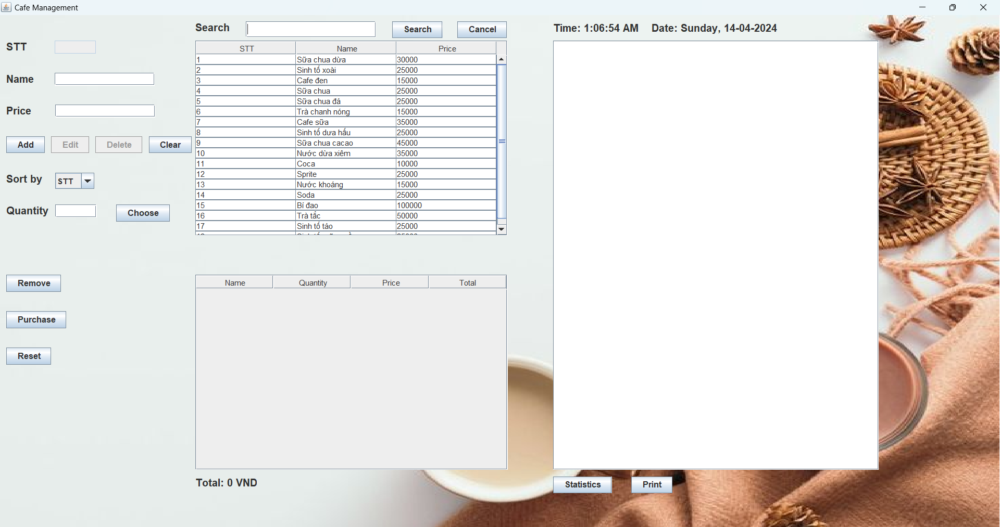 Cafe Management
Search Search Cancel
Time: 1:06:54 AM Date: Sunday, 14-04-2024
STT
Name
Price
Add Edit Delete Clear
Sort by STT
Quantity Choose
STT Name Price
1 Sữa chua dừa 30000
2 Sinh tố xoài 25000
3 Cafe đen 15000
4 Sữa chua 25000
5 Sữa chua đá 25000
6 Trà chanh nóng 15000
7 Cafe sữa 35000
8 Sinh tố dưa hấu 25000
9 Sữa chua cacao 45000
10 Nước dừa xiêm 35000
11 Coca 10000
12 Sprite 25000
13 Nước khoáng 15000
14 Soda 25000
15 Bí đao 100000
16 Trà tắc 50000
17 Sinh tố táo 25000
Remove
Purchase
Reset
Name Quantity Price Total
Total: 0 VND
Statistics Print